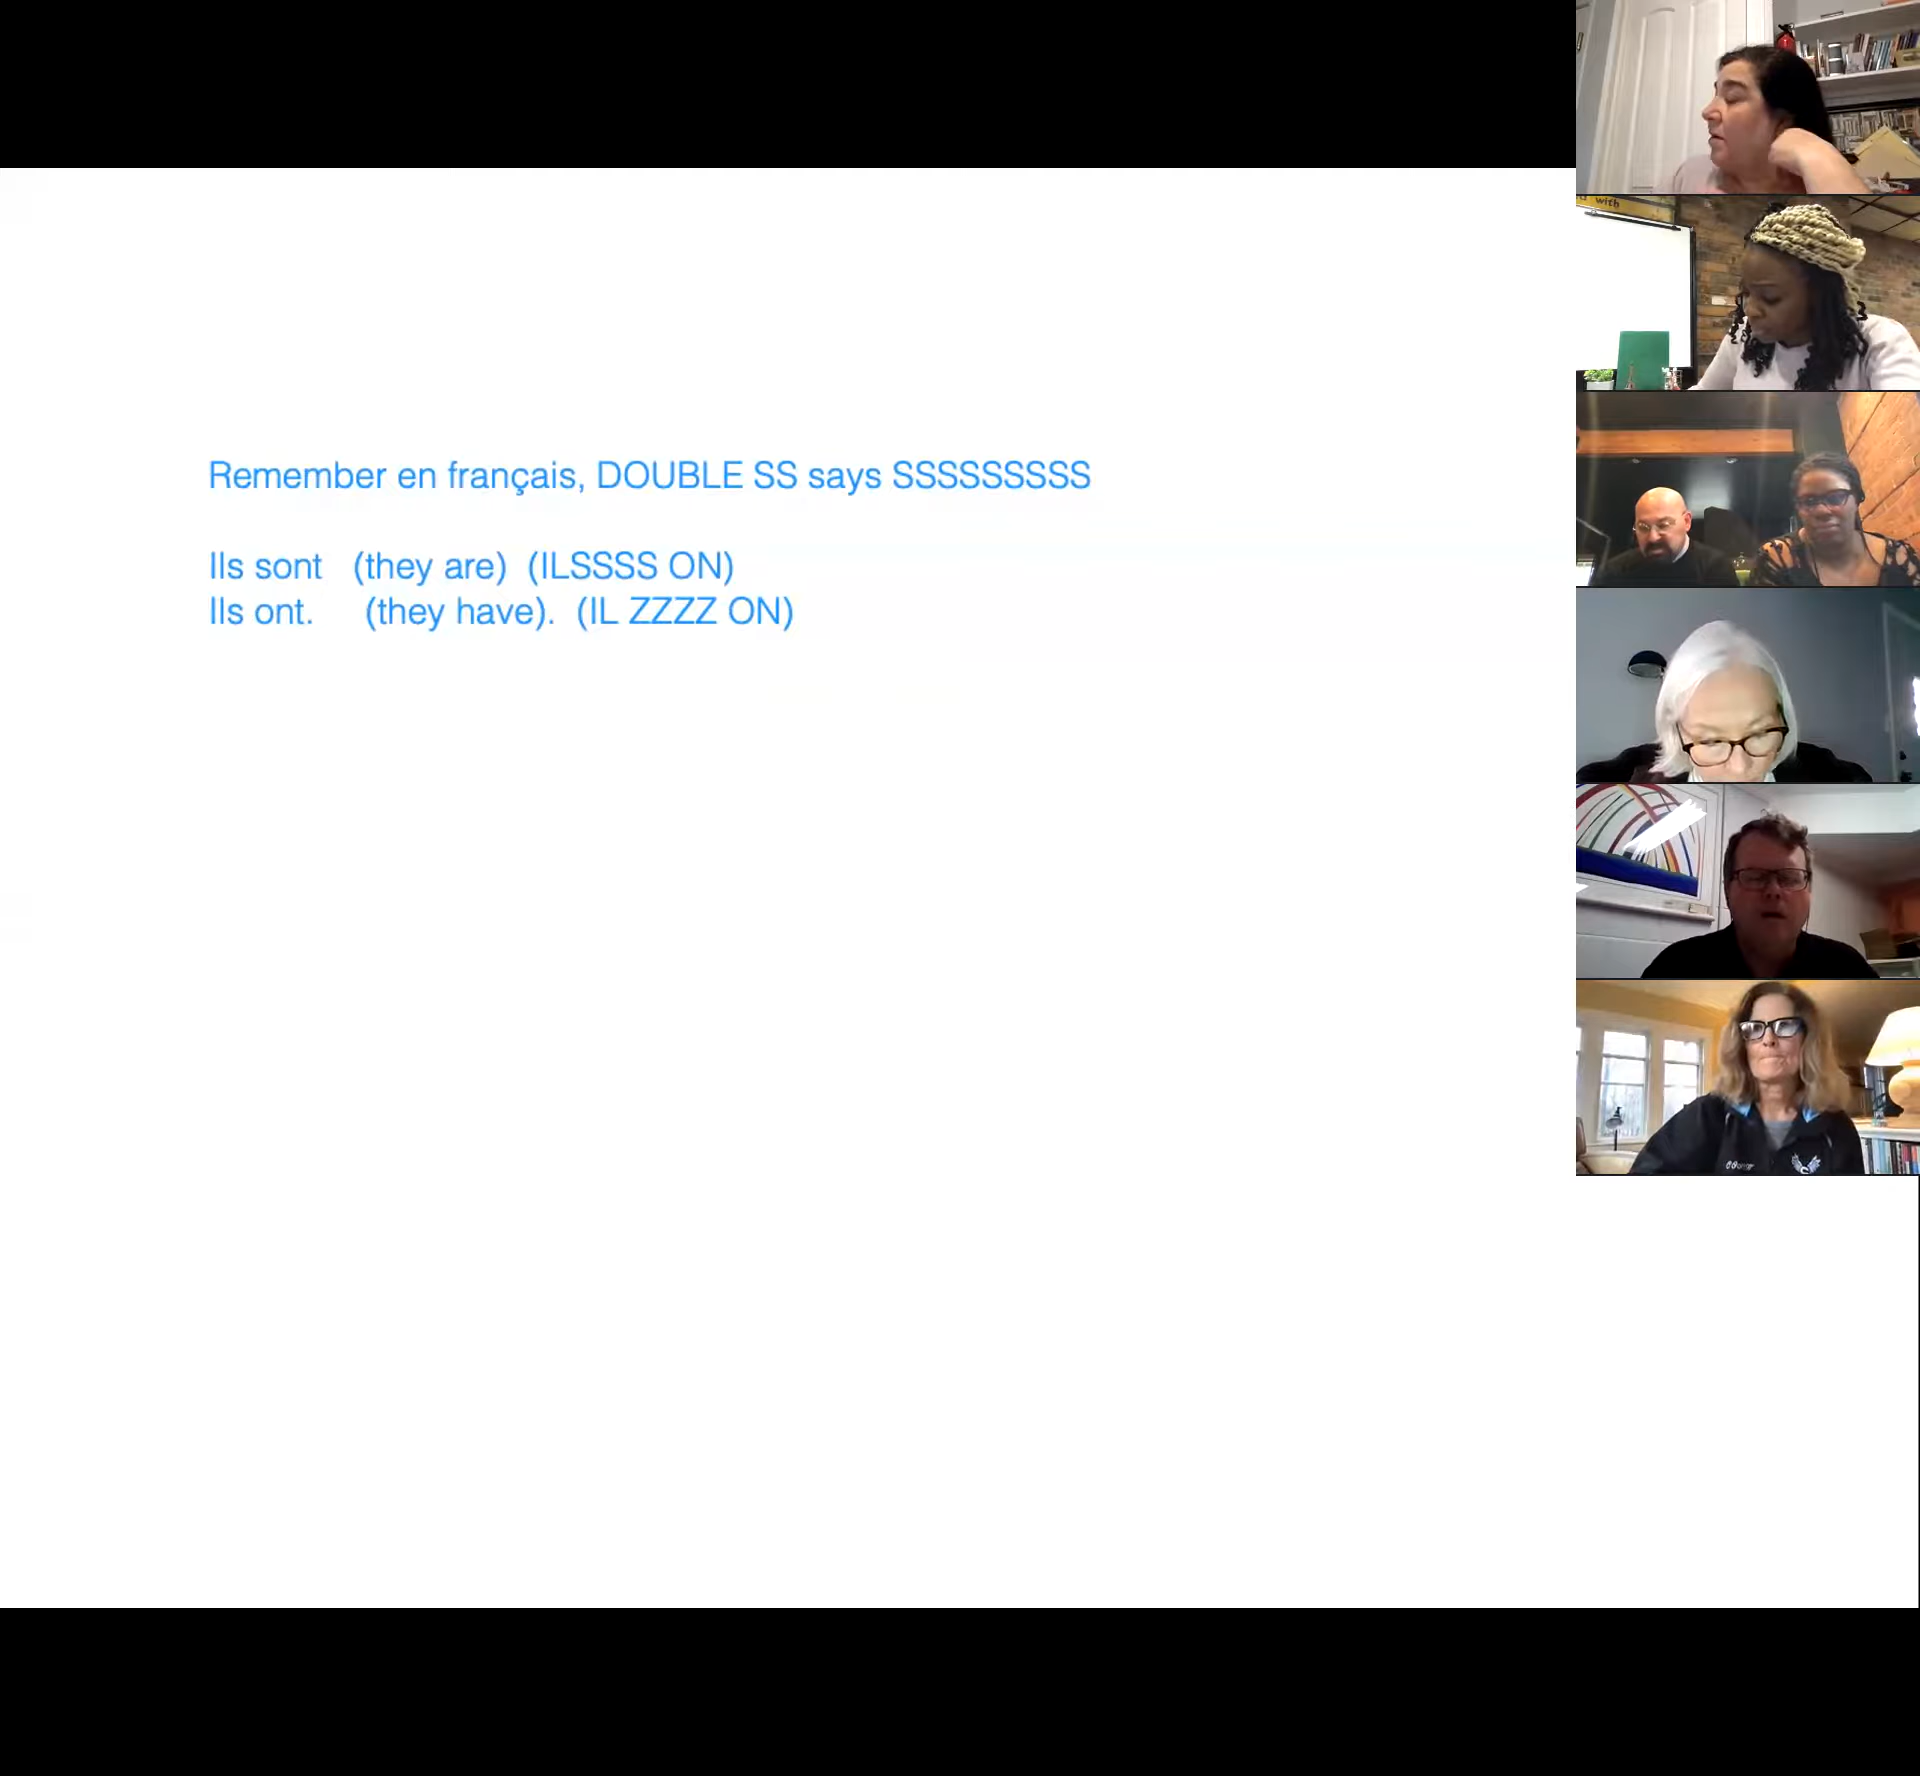 Remember en français, DOUBLE SS says SSSSSSSSS
Ils sont (they are) (ILSSSS ON)
Ils ont. (they have). (IL ZZZZ ON)
with